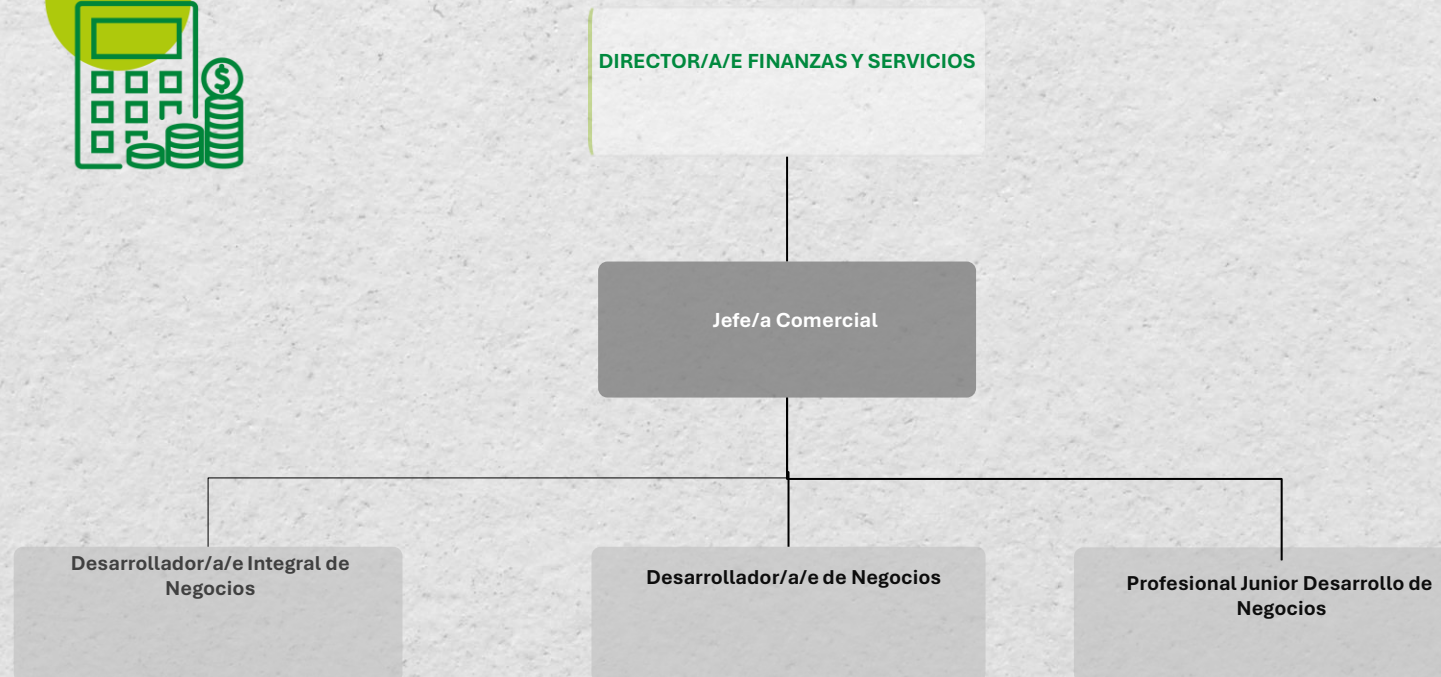 $
DIRECTOR/A/E FINANZAS Y SERVICIOS
Jefe/a Comercial
Desarrollador/a/e Integral de
Negocios
Desarrollador/a/e de Negocios
Profesional Junior Desarrollo de
Negocios